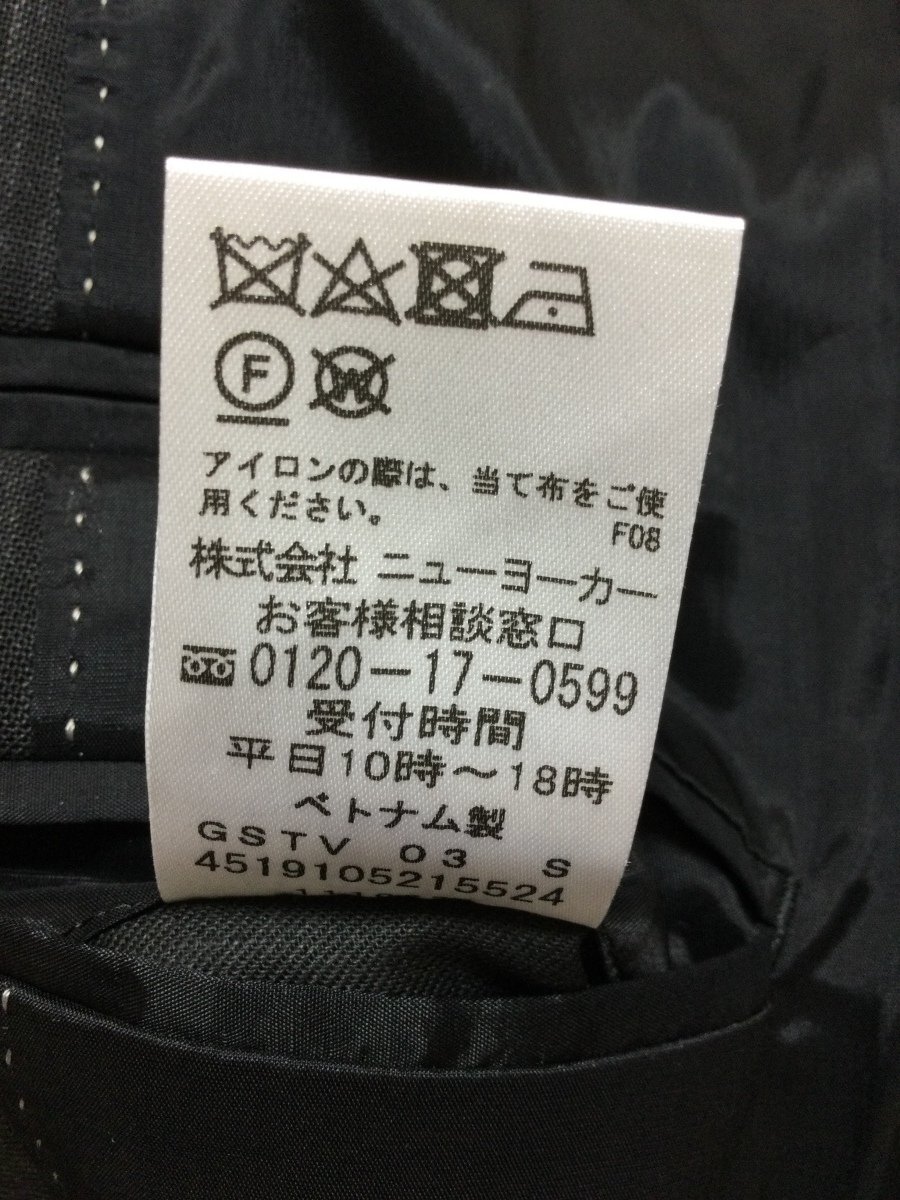 F
W
アイロンの際は、当て布をご使
用ください。
F08
株式会社 ニューヨーカー
お客様相談窓口
0120-17-0599
受付時間
平日10時〜18時
ベトナム製
GSTV 03 S
4519105215524